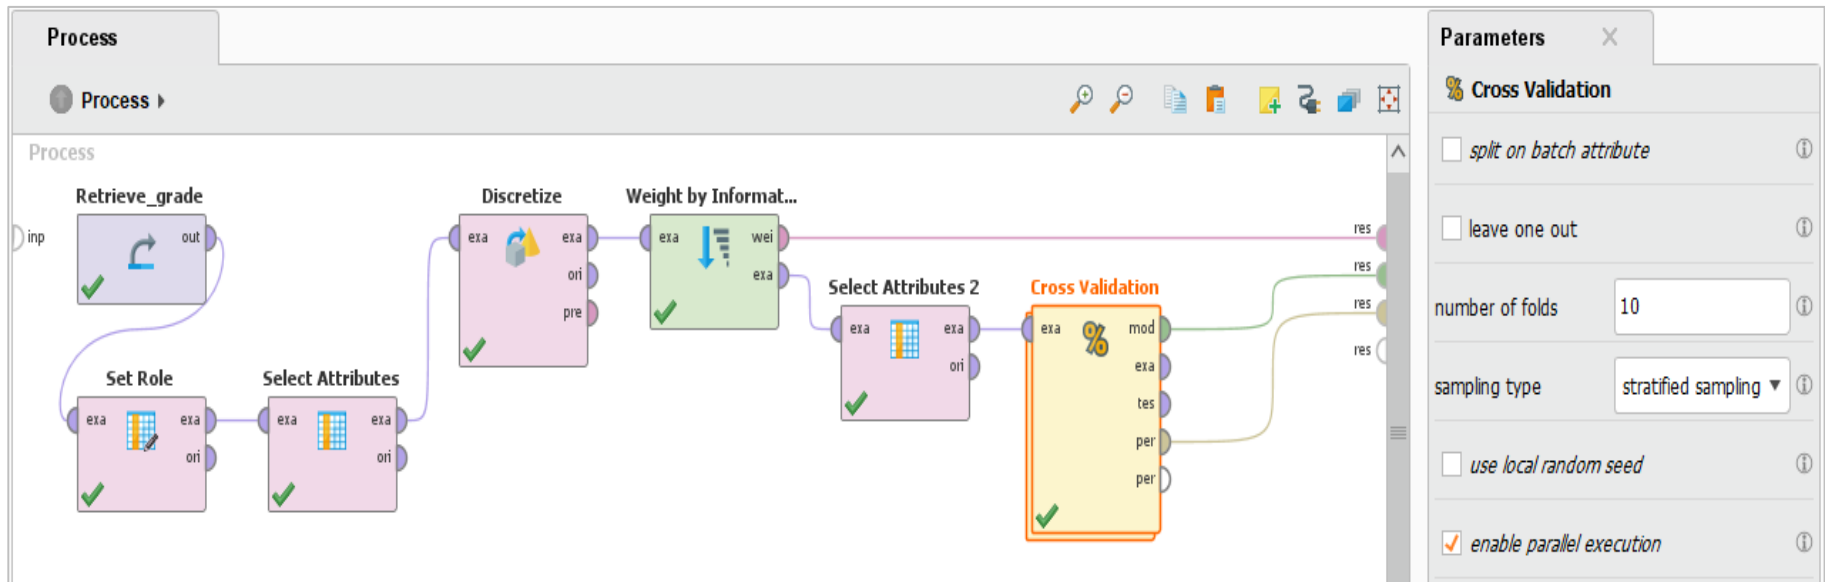 Process
Process
Process
inp
Retrieve_grade
out
Set Role
exa
exa
ori
Select Attributes
exa
exa
ori
Discretize
exa
exa
ori
pre
Weight by Informat...
exa
wei
exa
Select Attributes 2
exa
exa
ori
Cross Validation
%
exa
mod
exa
tes
per
per
res
res
res
res
Parameters
% Cross Validation
split on batch attribute
leave one out
number of folds
10
sampling type
stratified sampling
use local random seed
enable parallel execution